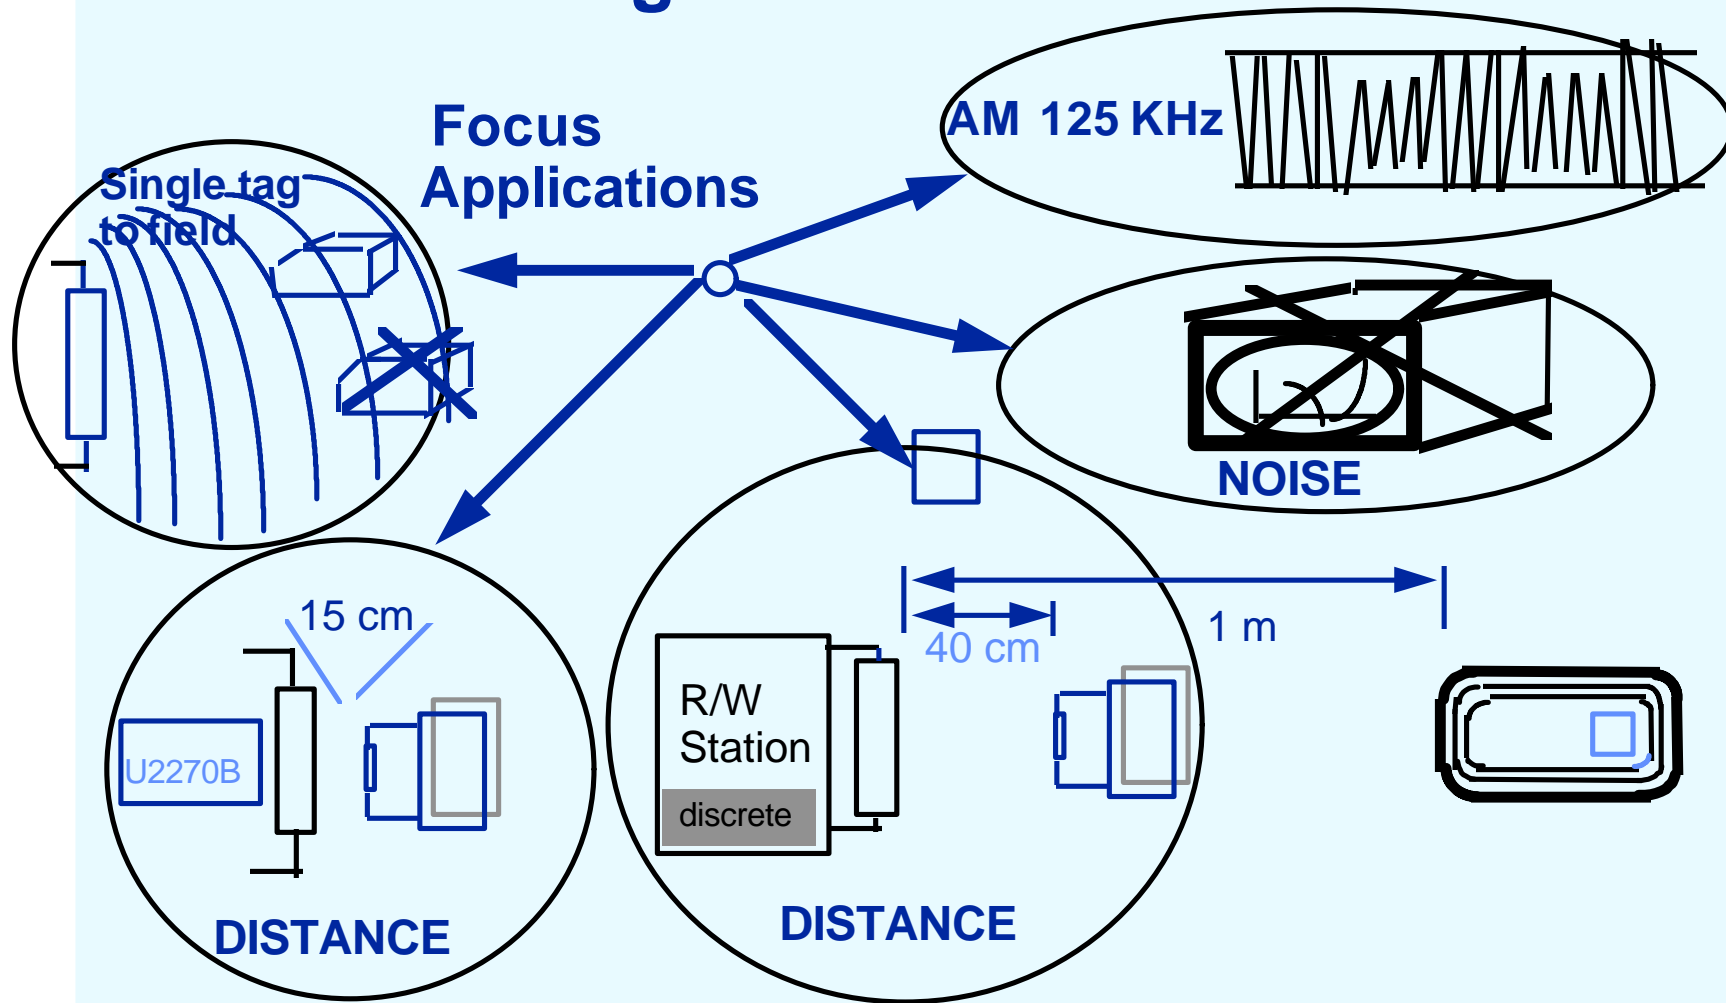 AM 125 KHz
Focus
Applications
Single tag
to field
NOISE
15 cm
1 m
40 cm
R/W
Station
U2270B
discrete
DISTANCE
DISTANCE